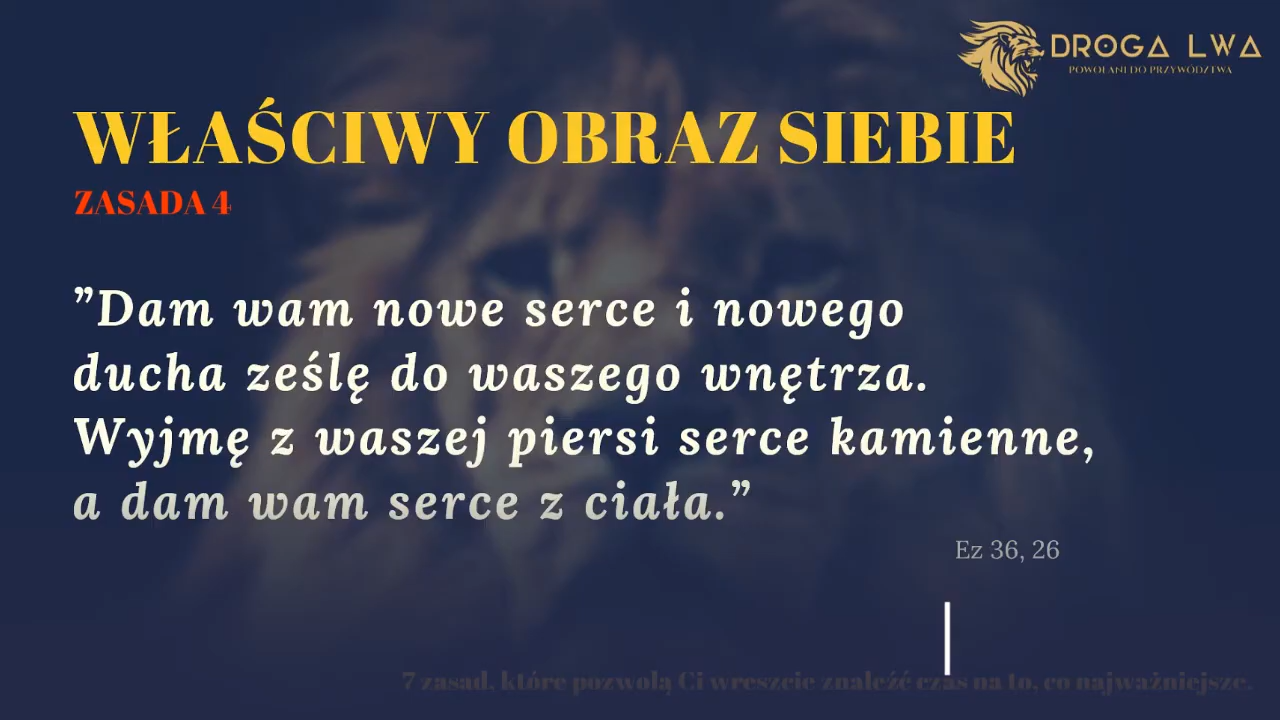 DROGA LWA
POWOŁANI DO PRZYWÓDZTWA
WŁAŚCIWY OBRAZ SIEBIE
ZASADA 4
”Dam wam nowe serce i nowego
ducha ześlę do waszego wnętrza.
Wyjmę z waszej piersi serce kamienne,
a dam wam serce z ciała.”
Ez 36, 26
7 zasad, które pozwolą Ci wreszcie znaleźć czas na to, co najważniejsze.